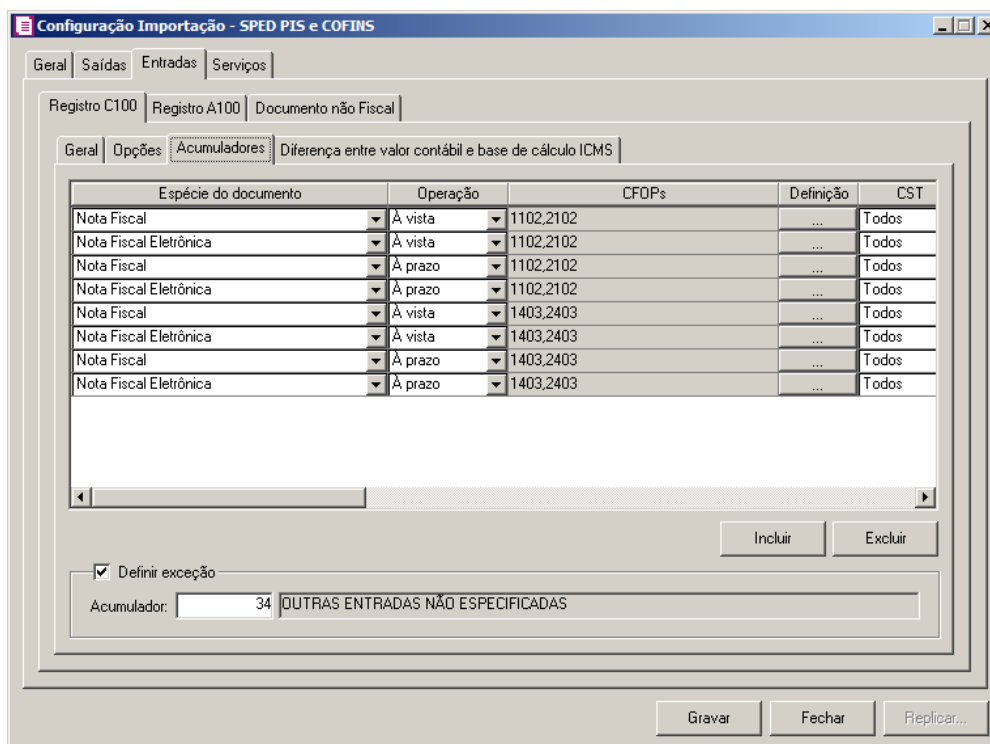 Configuração Importação - SPED PIS e COFINS
Geral Saídas Entradas Serviços
Registro C100 Registro A100 Documento não Fiscal
Geral Opções Acumuladores Diferença entre valor contábil e base de cálculo ICMS
Espécie do documento Operação CFOPs Definição CST
Nota Fiscal À vista 1102,2102 ... Todos
Nota Fiscal Eletrônica À vista 1102,2102 ... Todos
Nota Fiscal À prazo 1102,2102 ... Todos
Nota Fiscal Eletrônica À prazo 1102,2102 ... Todos
Nota Fiscal À vista 1403,2403 ... Todos
Nota Fiscal Eletrônica À vista 1403,2403 ... Todos
Nota Fiscal À prazo 1403,2403 ... Todos
Nota Fiscal Eletrônica À prazo 1403,2403 ... Todos
Incluir Excluir
Definir exceção
Acumulador: 34 OUTRAS ENTRADAS NÃO ESPECIFICADAS
Gravar Fechar Replicar...